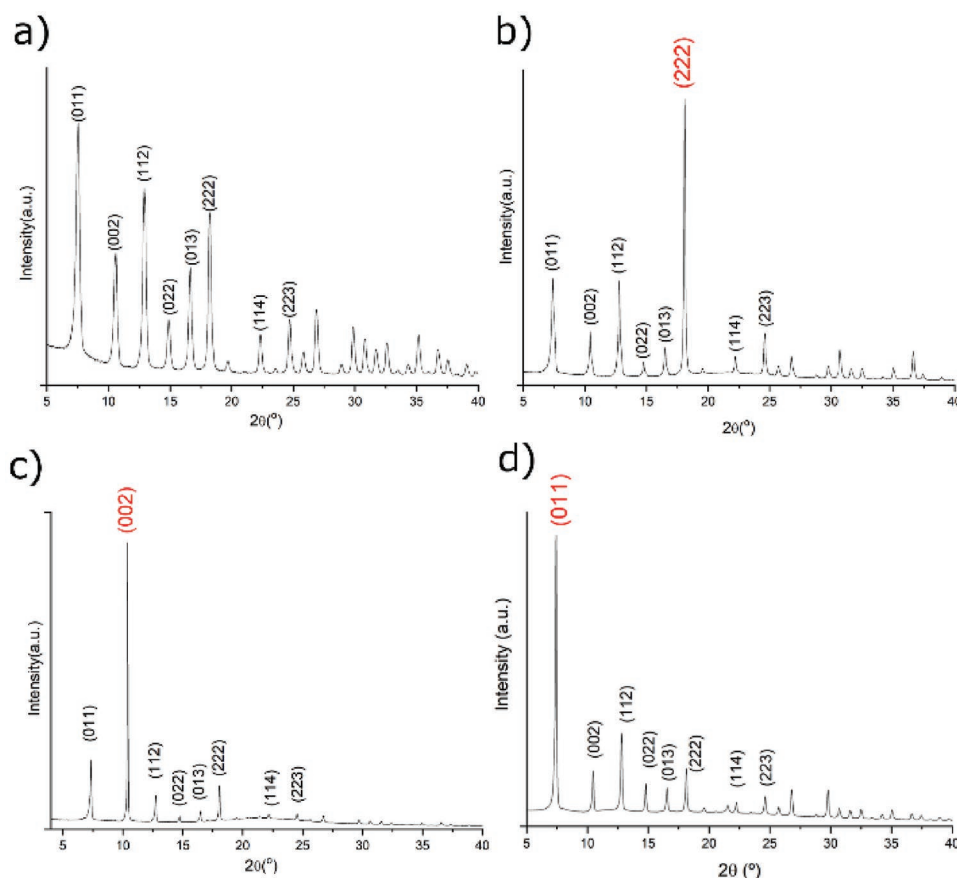 a)
(011)
(002)
(112)
(022)
(013)
(222)
(114)
(223)
Intensity(a.u.)
5 10 15 20 25 30 35 40
2θ(°)
b)
(222)
(011)
(002)
(112)
(022)
(013)
(114)
(223)
Intensity(a.u.)
5 10 15 20 25 30 35 40
2θ(°)
c)
(002)
(011)
(112)
(022)
(013)
(222)
(114)
(223)
Intensity(a.u.)
5 10 15 20 25 30 35 40
2θ(°)
d)
(011)
(002)
(112)
(022)
(013)
(222)
(114)
(223)
Intensity (a.u.)
5 10 15 20 25 30 35 40
2θ (°)